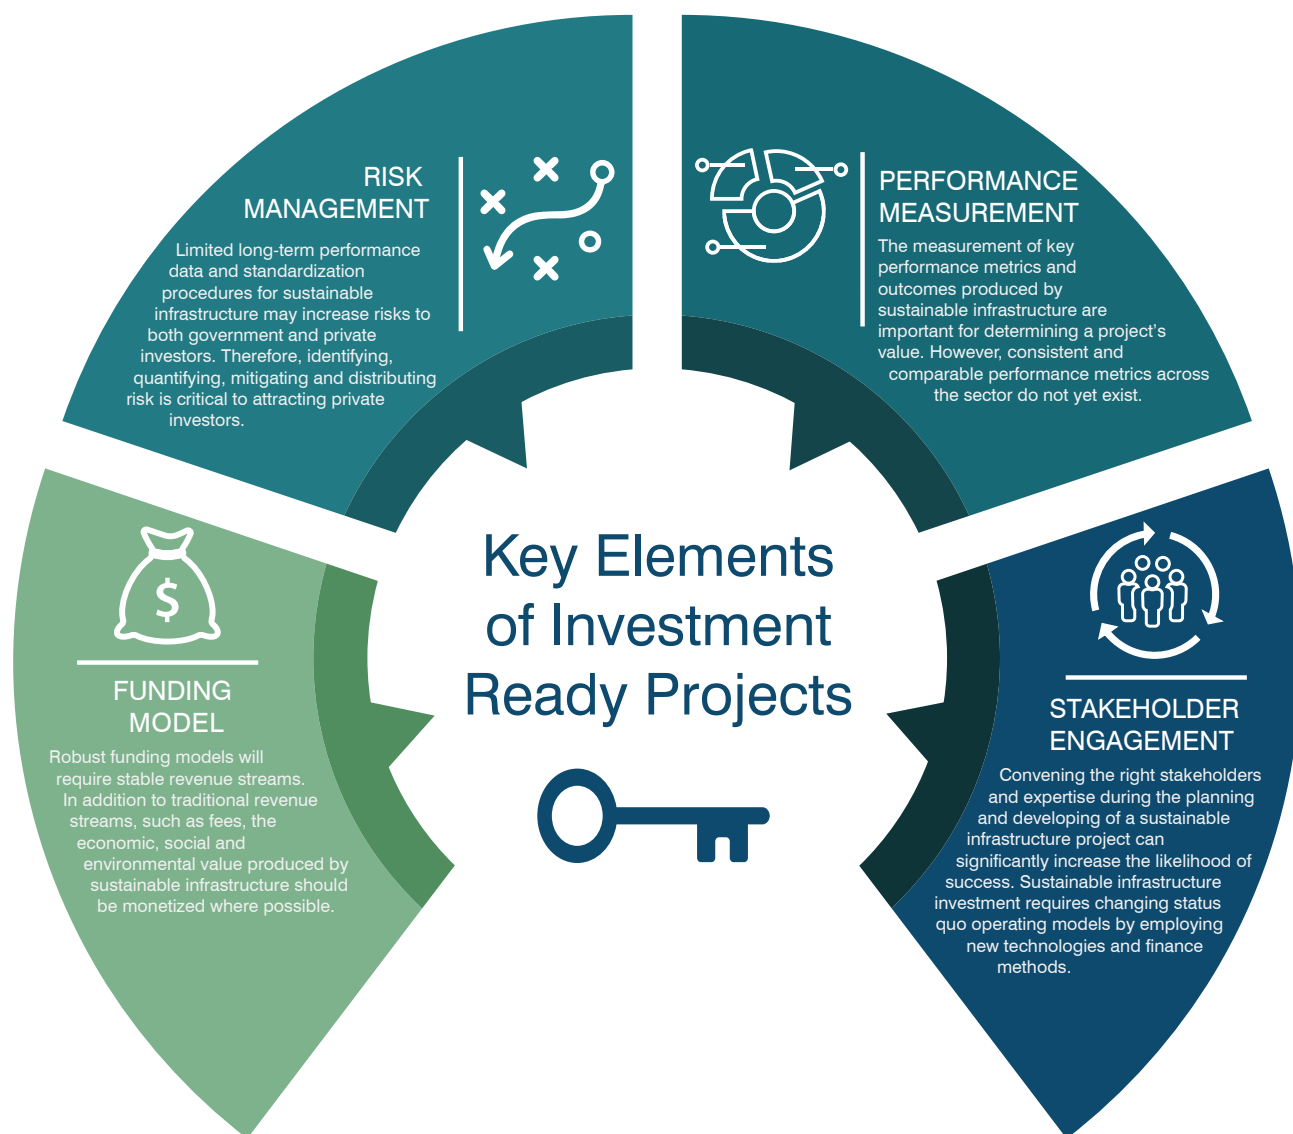 RISK
MANAGEMENT
Limited long-term performance
data and standardization
procedures for sustainable
infrastructure may increase risks to
both government and private
investors. Therefore, identifying,
quantifying, mitigating and distributing
risk is critical to attracting private
investors.
PERFORMANCE
MEASUREMENT
The measurement of key
performance metrics and
outcomes produced by
sustainable infrastructure are
important for determining a project's
value. However, consistent and
comparable performance metrics across
the sector do not yet exist.
Key Elements
of Investment
Ready Projects
$
FUNDING
MODEL
Robust funding models will
require stable revenue streams.
In addition to traditional revenue
streams, such as fees, the
economic, social and
environmental value produced by
sustainable infrastructure should
be monetized where possible.
STAKEHOLDER
ENGAGEMENT
Convening the right stakeholders
and expertise during the planning
and developing of a sustainable
infrastructure project can
significantly increase the likelihood of
success. Sustainable infrastructure
investment requires changing status
quo operating models by employing
new technologies and finance
methods.